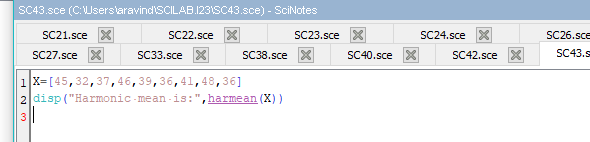 SC43.sce (C:\Users\aravind\SCILAB.I23\SC43.sce) - SciNotes
SC21.sce SC22.sce SC23.sce SC24.sce SC26.sce
SC27.sce SC33.sce SC38.sce SC40.sce SC42.sce SC43.s
1 X=[45,32,37,46,39,36,41,48,36]
2 disp("Harmonic mean is:",harmean(X))
3